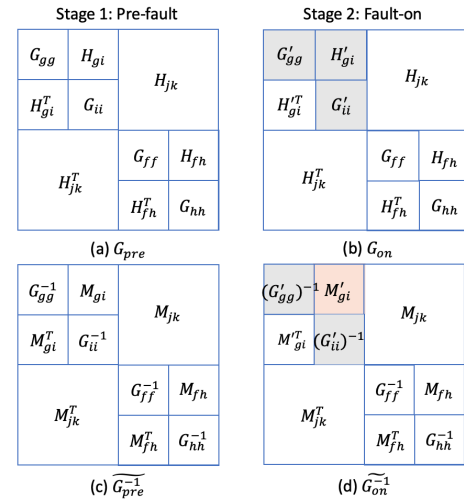 Stage 1: Pre-fault Stage 2: Fault-on
G_{gg} H_{gi} H_{jk} G'_{gg} H'_{gi} H_{jk}
H_{gi}^T G_{ii} H'^T_{gi} G'_{ii}
H_{jk}^T G_{ff} H_{fh} H_{jk}^T G_{ff} H_{fh}
H_{fh}^T G_{hh} H_{fh}^T G_{hh}
(a) G_{pre} (b) G_{on}
G_{gg}^{-1} M_{gi} M_{jk} (G'_{gg})^{-1} M'_{gi} M_{jk}
M_{gi}^T G_{ii}^{-1} M'^T_{gi} (G'_{ii})^{-1}
M_{jk}^T G_{ff}^{-1} M_{fh} M_{jk}^T G_{ff}^{-1} M_{fh}
M_{fh}^T G_{hh}^{-1} M_{fh}^T G_{hh}^{-1}
(c) \widetilde{G_{pre}^{-1}} (d) \widetilde{G_{on}^{-1}}